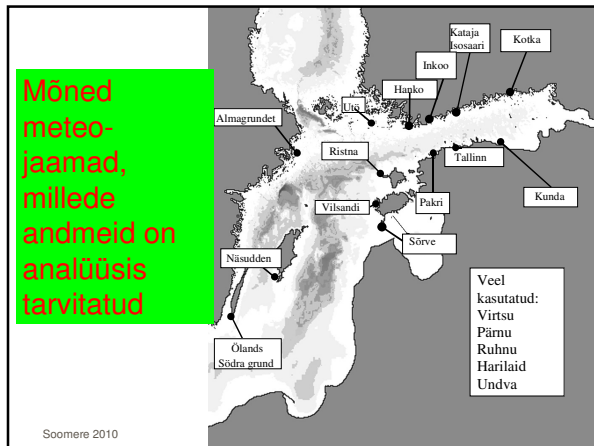 Mõned
meteo-
jaamad,
millede
andmeid on
analüüsis
tarvitatud
Kataja
Isosaari
Kotka
Inkoo
Hanko
Utö
Almagrundet
Ristna
Tallinn
Vilsandi
Pakri
Kunda
Sõrve
Näsudden
Ölands
Södra grund
Veel
kasutatud:
Virtsu
Pärnu
Ruhnu
Harilaid
Undva
Soomere 2010